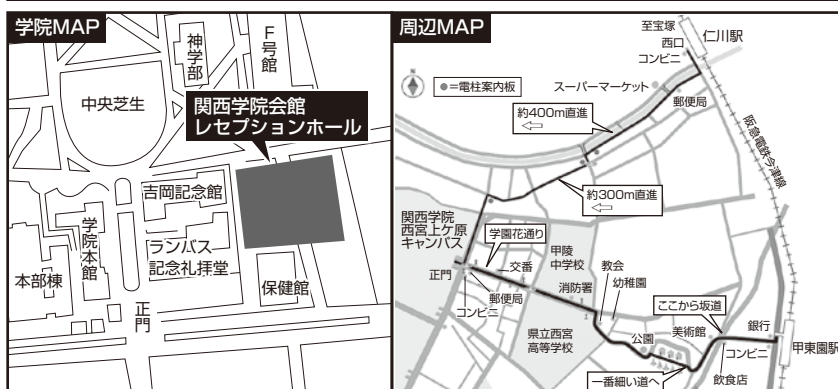 学院MAP
神学部
F号館
中央芝生
関西学院会館
レセプションホール
吉岡記念館
学院本館
ランバス
記念礼拝堂
本部棟
正門
保健館
周辺MAP
至宝塚
仁川駅
西口
コンビニ
●=電柱案内板
スーパーマーケット
郵便局
約400m直進
⇦
阪急電鉄今津線
約300m直進
⇦
関西学院
西宮上ケ原
キャンパス
学園花通り
甲陵
中学校
正門
交番
消防署
教会
幼稚園
郵便局
コンビニ
県立西宮
高等学校
公園
ここから坂道
美術館
銀行
甲東園駅
コンビニ
飲食店
一番細い道